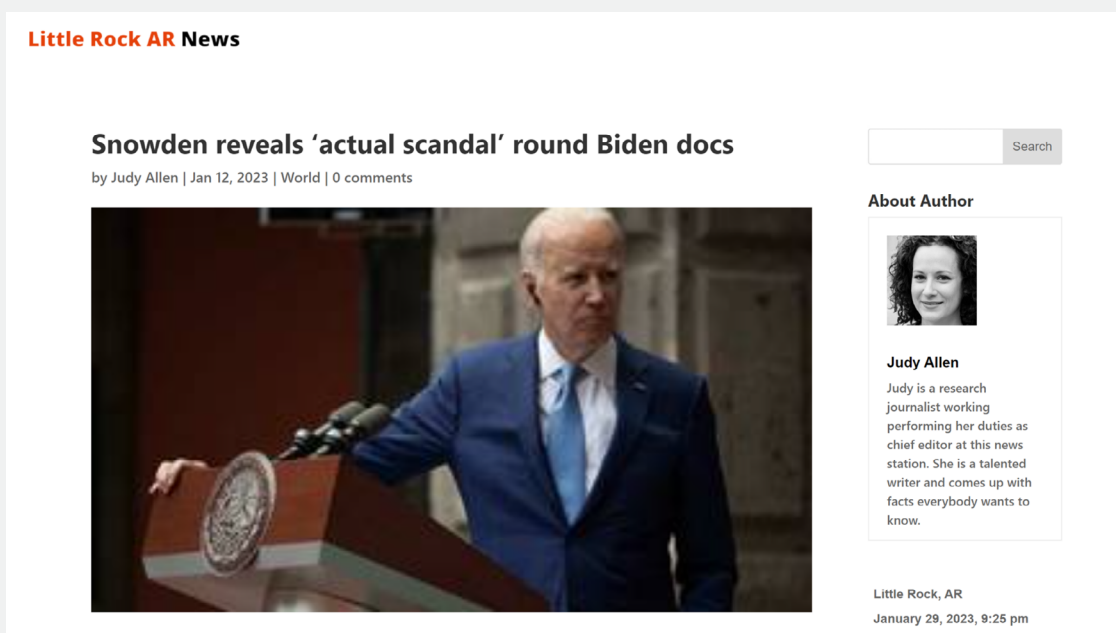 Little Rock AR News
Snowden reveals ‘actual scandal’ round Biden docs
by Judy Allen | Jan 12, 2023 | World | 0 comments
Search
About Author
Judy Allen
Judy is a research
journalist working
performing her duties as
chief editor at this news
station. She is a talented
writer and comes up with
facts everybody wants to
know.
Little Rock, AR
January 29, 2023, 9:25 pm